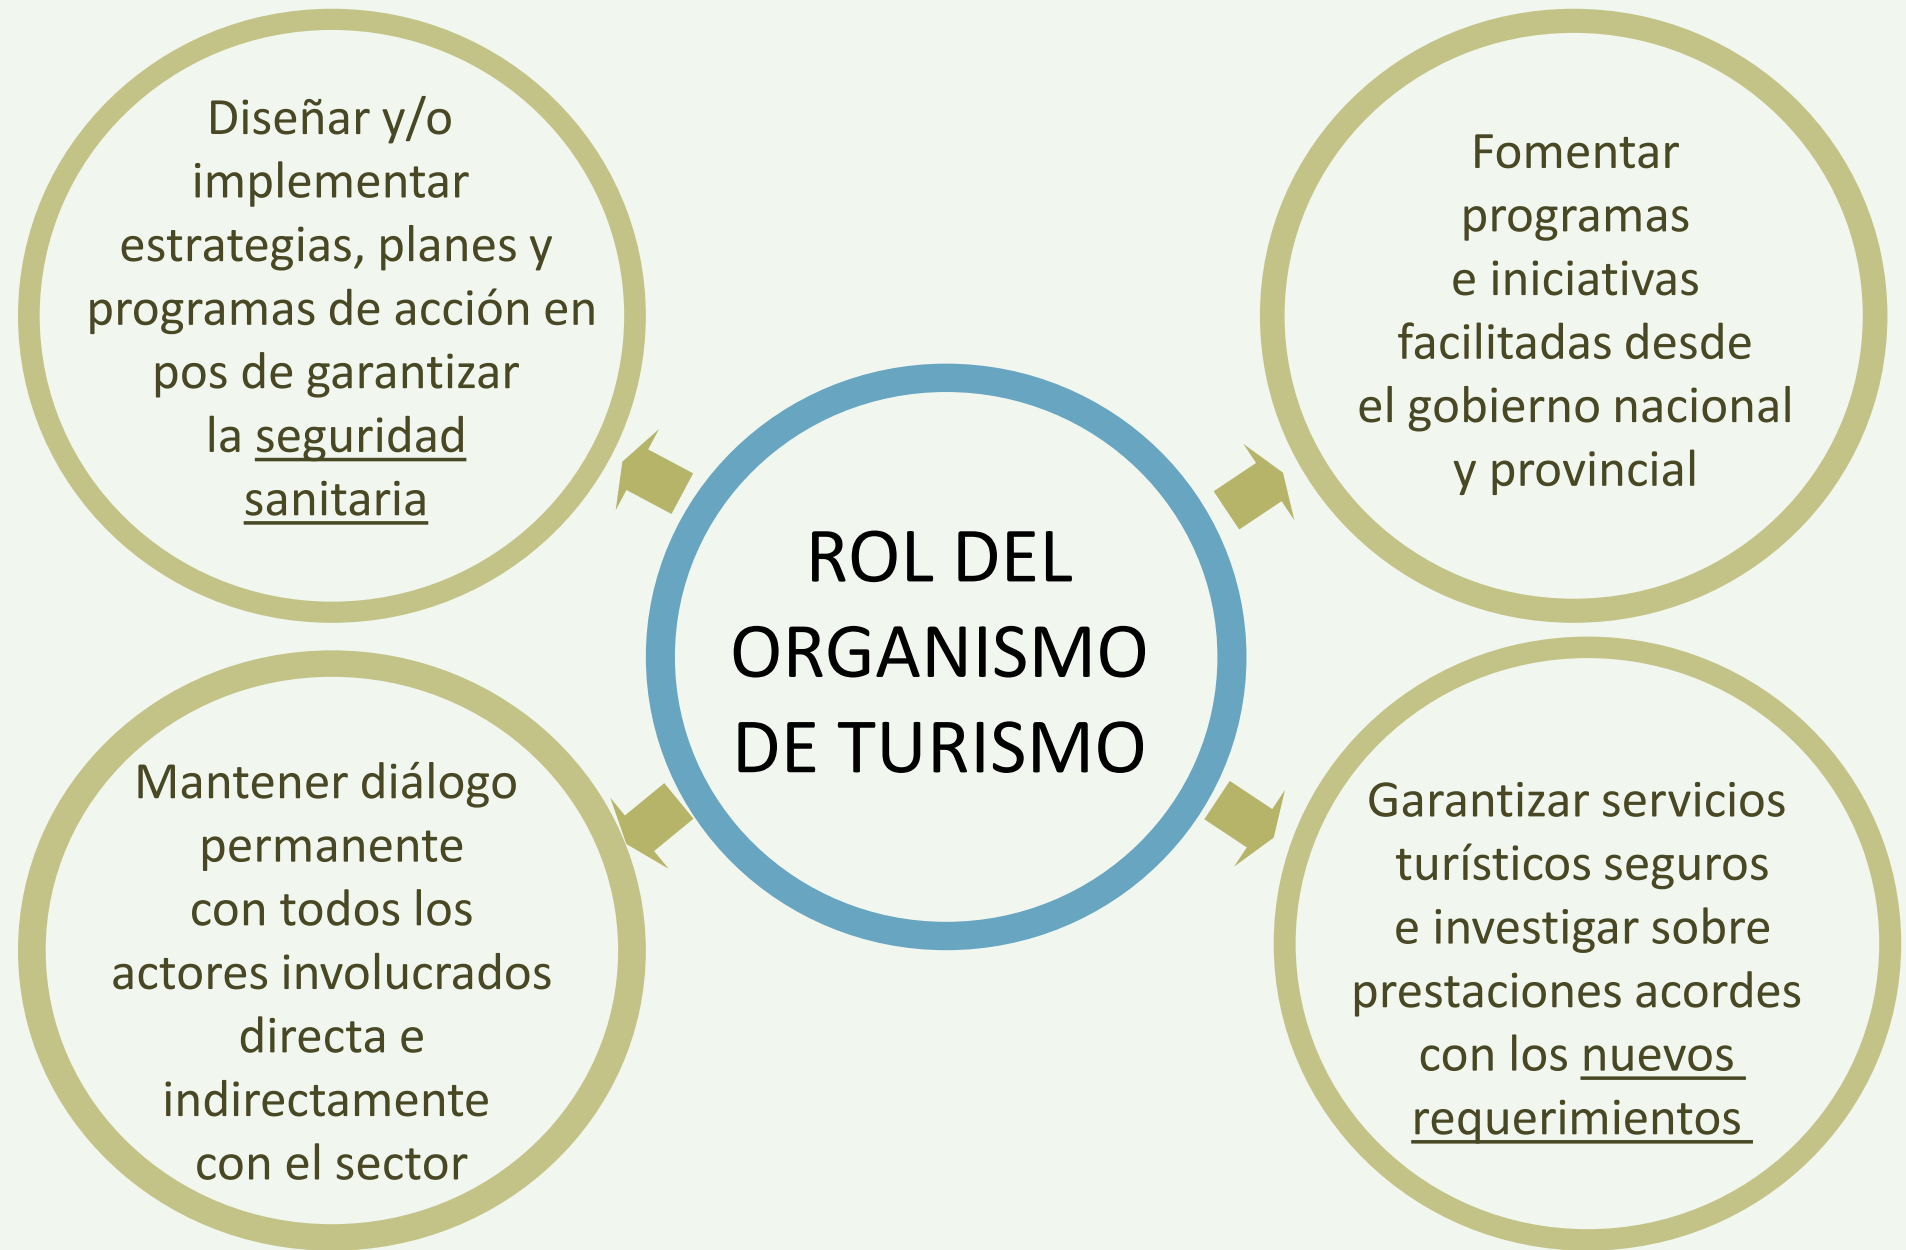 Diseñar y/o
implementar
estrategias, planes y
programas de acción en
pos de garantizar
la seguridad
sanitaria
Fomentar
programas
e iniciativas
facilitadas desde
el gobierno nacional
y provincial
ROL DEL
ORGANISMO
DE TURISMO
Mantener diálogo
permanente
con todos los
actores involucrados
directa e
indirectamente
con el sector
Garantizar servicios
turísticos seguros
e investigar sobre
prestaciones acordes
con los nuevos
requerimientos